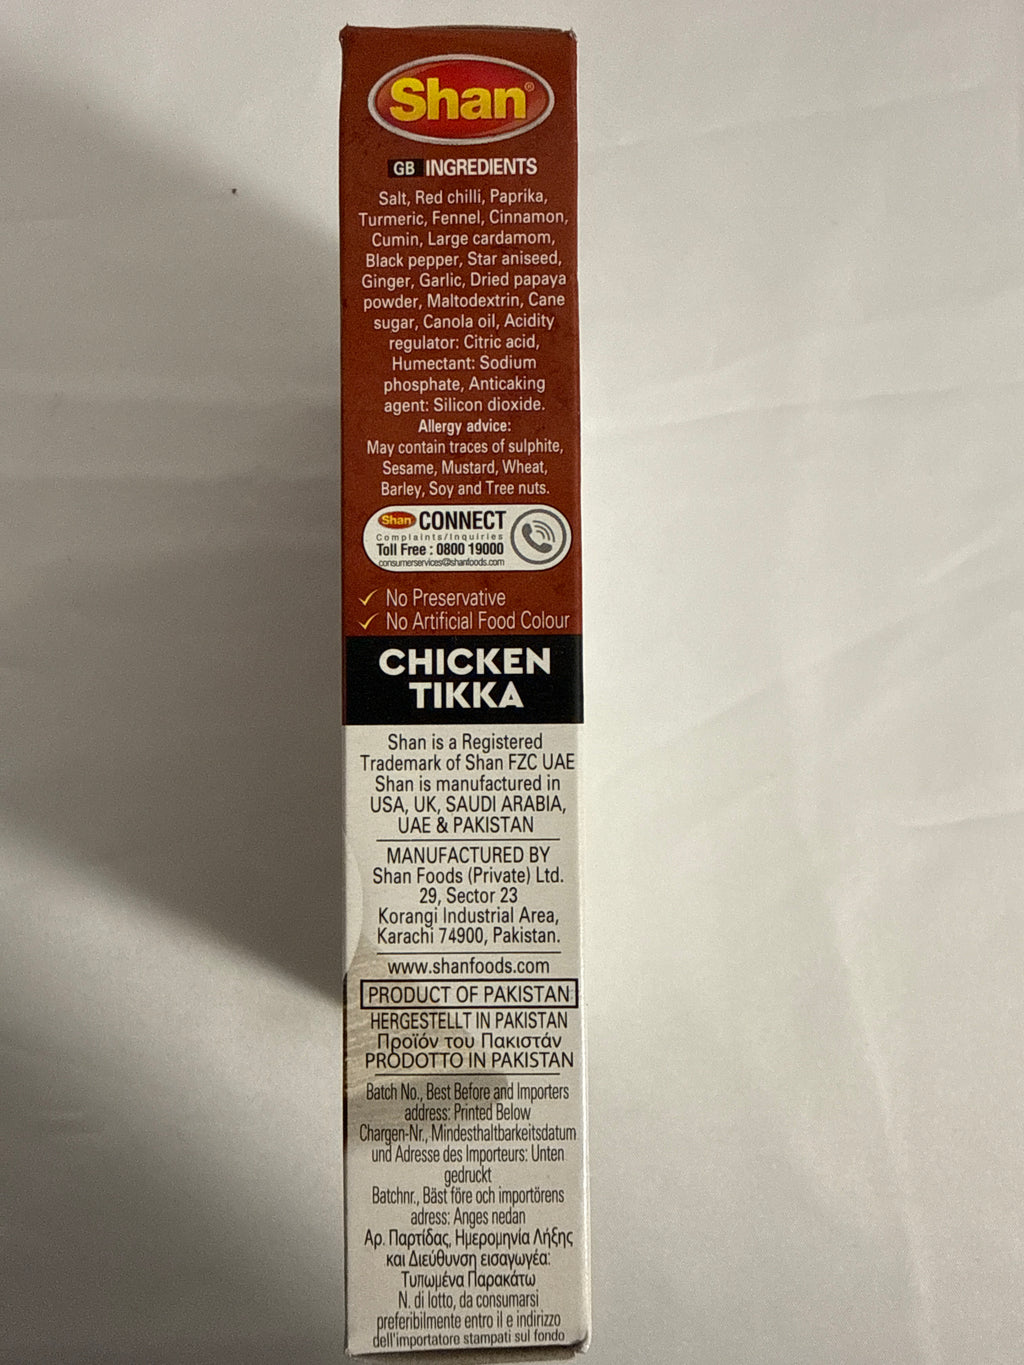 Shan®
GB INGREDIENTS
Salt, Red chilli, Paprika,
Turmeric, Fennel, Cinnamon,
Cumin, Large cardamom,
Black pepper, Star aniseed,
Ginger, Garlic, Dried papaya
powder, Maltodextrin, Cane
sugar, Canola oil, Acidity
regulator: Citric acid,
Humectant: Sodium
phosphate, Anticaking
agent: Silicon dioxide.
Allergy advice:
May contain traces of sulphite,
Sesame, Mustard, Wheat,
Barley, Soy and Tree nuts.
Shan CONNECT
Complaints/Inquiries
Toll Free : 0800 19000
consumerservices@shanfoods.com
No Preservative
No Artificial Food Colour
CHICKEN
TIKKA
Shan is a Registered
Trademark of Shan FZC UAE
Shan is manufactured in
USA, UK, SAUDI ARABIA,
UAE & PAKISTAN
MANUFACTURED BY
Shan Foods (Private) Ltd.
29, Sector 23
Korangi Industrial Area,
Karachi 74900, Pakistan.
www.shanfoods.com
PRODUCT OF PAKISTAN
HERGESTELLT IN PAKISTAN
Προϊόν του Πακιστάν
PRODOTTO IN PAKISTAN
Batch No., Best Before and Importers
address: Printed Below
Chargen-Nr., Mindesthaltbarkeitsdatum
und Adresse des Importeurs: Unten
gedruckt
Batchnr., Bäst före och importörens
adress: Anges nedan
Αρ. Παρτίδας, Ημερομηνία Λήξης
και Διεύθυνση εισαγωγέα:
Τυπωμένα Παρακάτω
N. di lotto, da consumarsi
preferibilmente entro il e indirizzo
dell'importatore stampati sul fondo